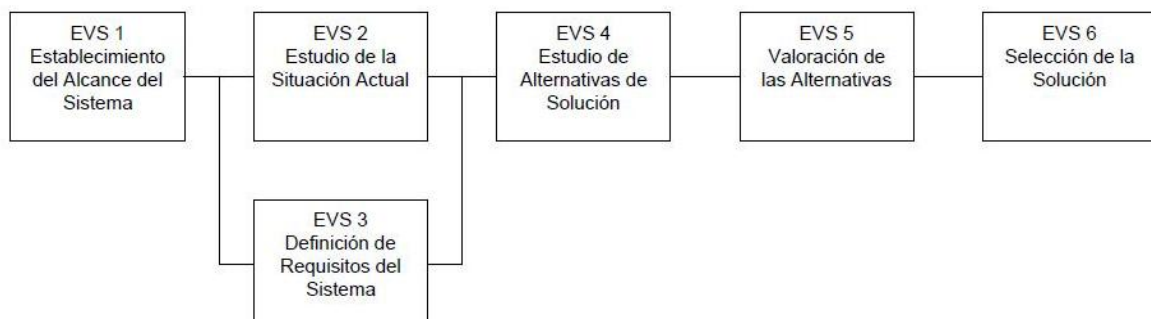 EVS 1
Establecimiento
del Alcance del
Sistema
EVS 2
Estudio de la
Situación Actual
EVS 4
Estudio de
Alternativas de
Solución
EVS 5
Valoración de
las Alternativas
EVS 6
Selección de la
Solución
EVS 3
Definición de
Requisitos del
Sistema